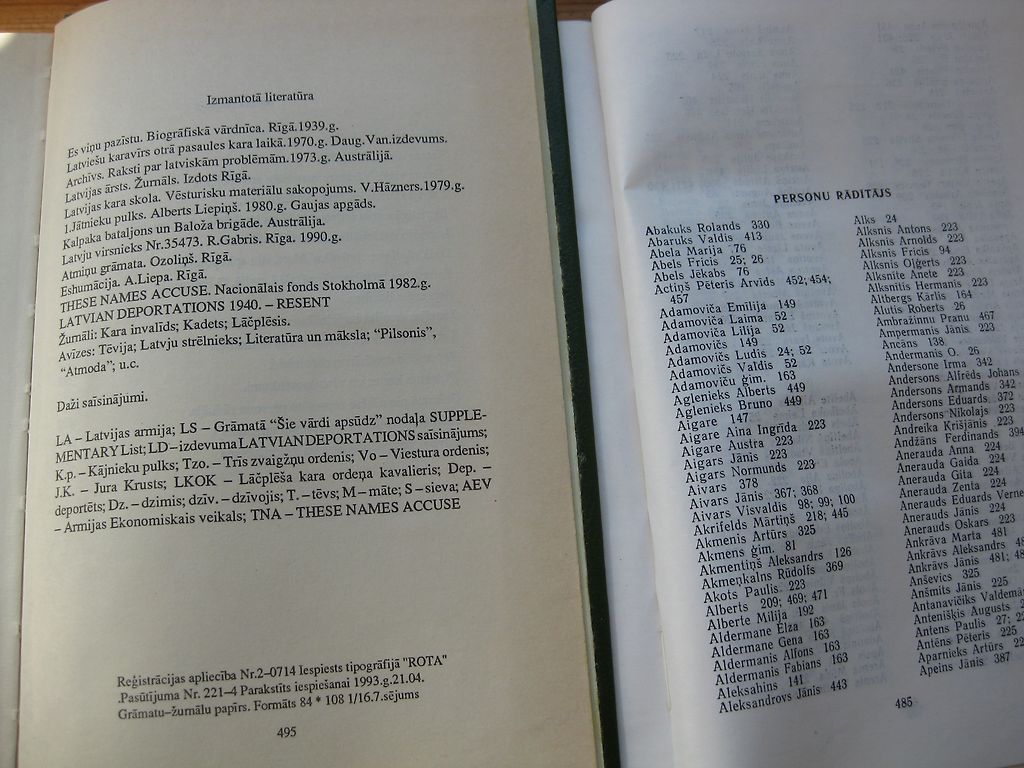 Izmantotā literatūra
Es viņu pazīstu. Biogrāfiskā vārdnīca. Rīgā.1939.g.
Latviešu karavīrs otrā pasaules kara laikā.1970.g. Daug.Van.izdevums.
Archīvs. Raksti par latviskām problēmām.1973.g. Austrālijā.
Latvijas ārsts. Žurnāls. Izdots Rīgā.
Latvijas kara skola. Vēsturisku materiālu sakopojums. V.Hāzners.1979.g.
1.Jātnieku pulks. Alberts Liepiņš. 1980.g. Gaujas apgāds.
Kalpaka bataljons un Baloža brigāde. Austrālija.
Latvju virsnieks Nr.35473. R.Gabris. Rīga. 1990.g.
Atmiņu grāmata. Ozoliņš. Rīgā.
Eshumācija. A.Liepa. Rīgā.
THESE NAMES ACCUSE. Nacionālais fonds Stokholmā 1982.g.
LATVIAN DEPORTATIONS 1940. – RESENT
Žurnāli: Kara invalīds; Kadets; Lāčplēsis.
Avīzes: Tēvija; Latvju strēlnieks; Literatūra un māksla; “Pilsonis”,
“Atmoda”; u.c.
Daži saīsinājumi.
LA – Latvijas armija; LS – Grāmatā “Šie vārdi apsūdz” nodaļa SUPPLE-
MENTARY List; LD – izdevuma LATVIAN DEPORTATIONS saīsinājums;
K.p. – Kājnieku pulks; Tzo. – Trīs zvaigžņu ordenis; Vo – Viestura ordenis;
J.K. – Jura Krusts; LKOK – Lāčplēša kara ordeņa kavalieris; Dep. –
deportēts; Dz. – dzimis; dzīv. – dzīvojis; T. – tēvs; M – māte; S – sieva; AEV
– Armijas Ekonomiskais veikals; TNA – THESE NAMES ACCUSE
Reģistrācijas apliecība Nr.2–0714 Iespiests tipogrāfijā "ROTA"
.Pasūtījuma Nr. 221–4 Parakstīts iespiešanai 1993.g.21.04.
Grāmatu–žurnālu papīrs. Formāts 84 * 108 1/16.7.sējums
495
PERSONU RĀDĪTĀJS
Abakuks Rolands 330
Abaruks Valdis 413
Abela Marija 76
Abels Fricis 25; 26
Abels Jēkabs 76
Actiņš Pēteris Arvīds 452; 454;
457
Adamoviča Emīlija 149
Adamoviča Laima 52
Adamoviča Lilija 52
Adamovičs 149
Adamovičs Ludis 24; 52
Adamovičs Valdis 52
Adamoviču ģim. 163
Aglenieks Alberts 449
Aglenieks Bruno 449
Aigare 147
Aigare Aina Ingrīda 223
Aigare Austra 223
Aigars Jānis 223
Aigars Normunds 223
Aivars 378
Aivars Jānis 367; 368
Aivars Visvaldis 98; 99; 100
Akrifelds Mārtiņš 218; 445
Akmenis Artūrs 325
Akmens ģim. 81
Akmentiņš Aleksandrs 126
Akmeņkalns Rūdolfs 369
Akots Paulis 223
Alberts 209; 469; 471
Alberte Milija 192
Aldermane Elza 163
Aldermane Gena 163
Aldermanis Alfons 163
Aldermanis Fabians 163
Aleksahins 141
Aleksandrovs Jānis 443
Alks 24
Alksnis Antons 223
Alksnis Arnolds 223
Alksnis Fricis 94
Alksnis Oļģerts 223
Alksnīte Anete 223
Alksnītis Hermanis 223
Altbergs Kārlis 164
Alutis Roberts 26
Ambražinnu Pranu 467
Ampermanis Jānis 223
Ancāns 138
Andermanis O. 26
Andersone Irma 342
Andersons Alfrēds Johans
Andersons Armands 342
Andersons Eduards 372
Andersons Nikolajs 223
Andreika Krišjānis 223
Andžāns Ferdinands 394
Anerauda Anna 224
Anerauda Gaida 224
Anerauda Gita 224
Anerauda Zenta 224
Anerauds Eduards Verne
Anerauds Jānis 224
Anerauds Oskars 223
Ankrāva Marta 481
Ankrāvs Aleksandrs 48
Ankrāvs Jānis 481; 48
Anševics 325
Anšmits Jānis 225
Antanavičiks Valdemā
Antenišķis Augusts 2
Antens Paulis 27; 2
Antēns Pēteris 225
Aparnieks Artūrs 22
Apeins Jānis 387
485